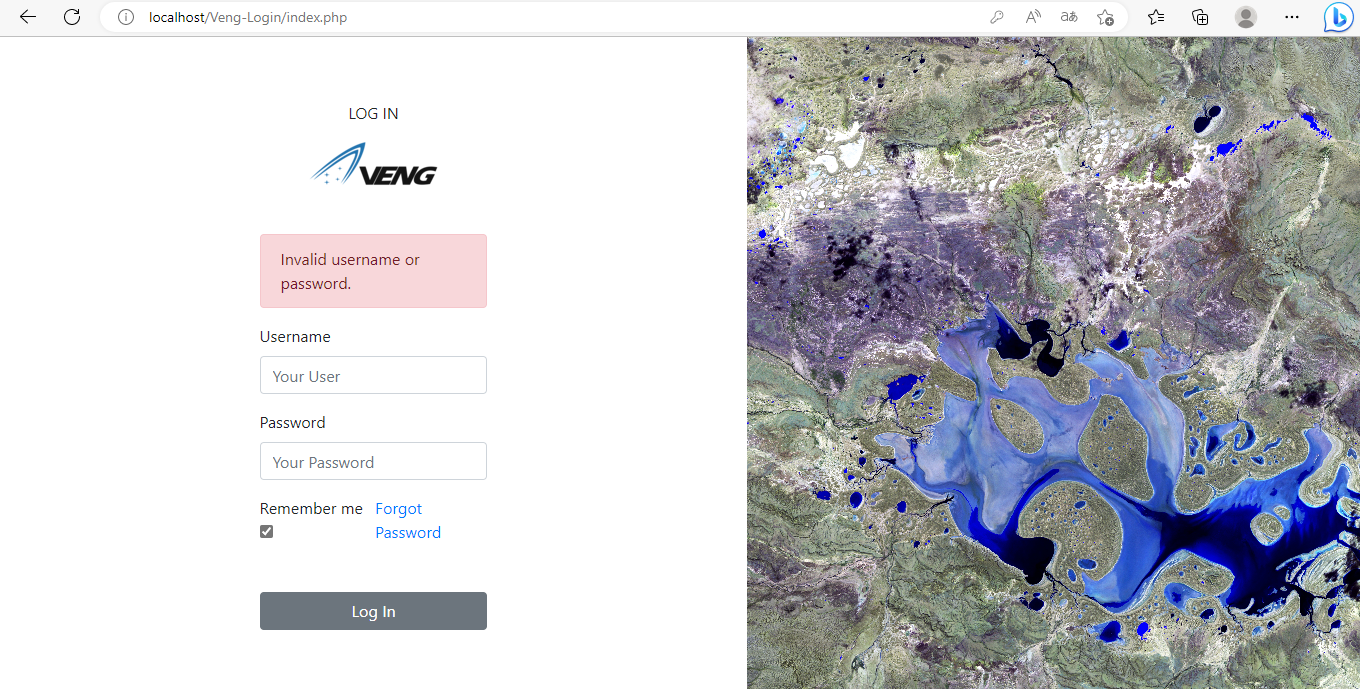 localhost/Veng-Login/index.php
LOG IN
VENG
Invalid username or
password.
Username
Your User
Password
Your Password
Remember me
Forgot
Password
Log In